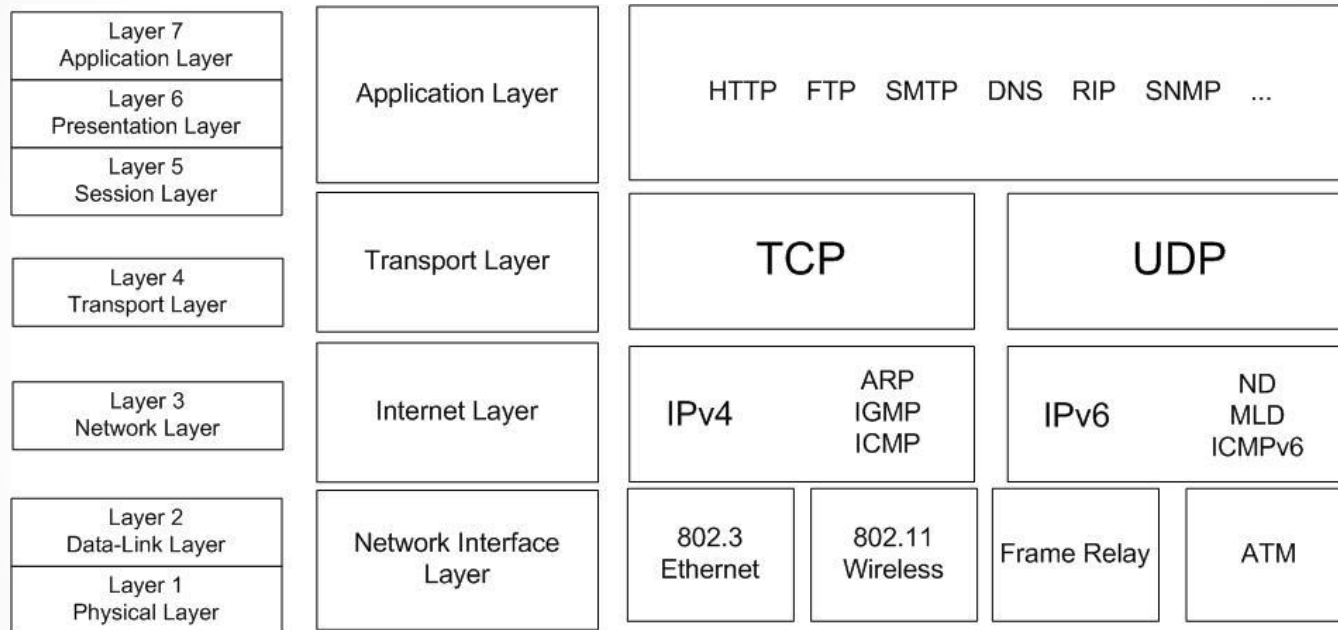 Layer 7
Application Layer
Layer 6
Presentation Layer
Layer 5
Session Layer
Layer 4
Transport Layer
Layer 3
Network Layer
Layer 2
Data-Link Layer
Layer 1
Physical Layer
Application Layer
Transport Layer
Internet Layer
Network Interface
Layer
HTTP FTP SMTP DNS RIP SNMP ...
TCP
UDP
IPv4
ARP
IGMP
ICMP
IPv6
ND
MLD
ICMPv6
802.3
Ethernet
802.11
Wireless
Frame Relay
ATM